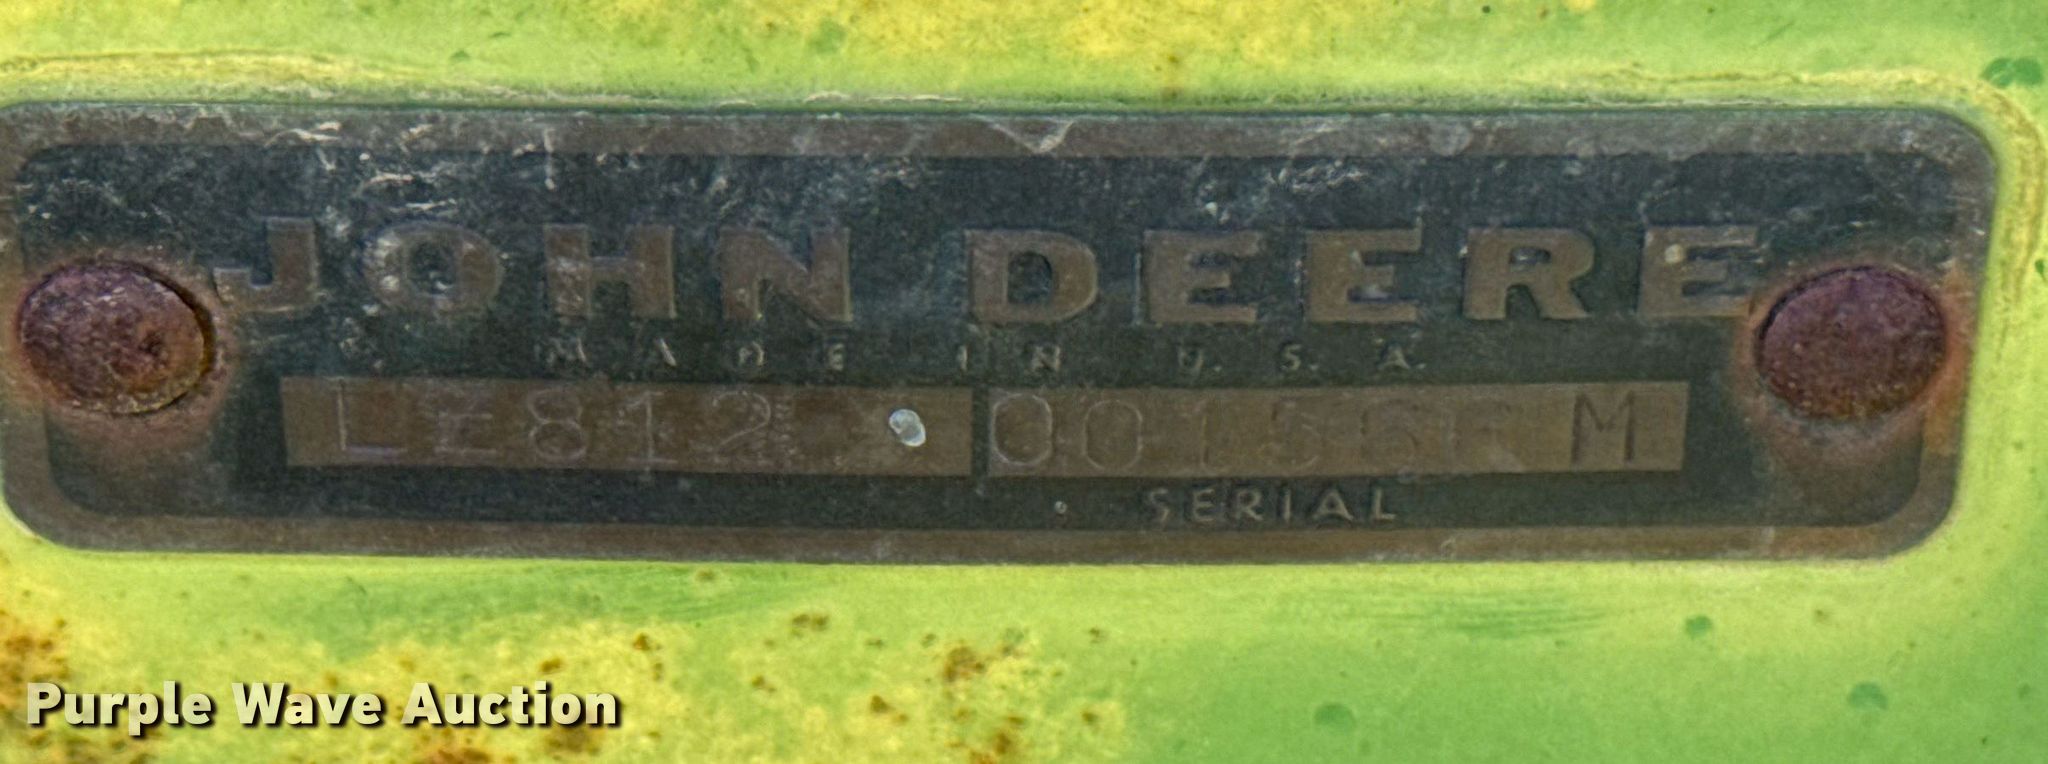 JOHN DEERE
MADE IN U.S.A.
SERIAL
Purple Wave Auction